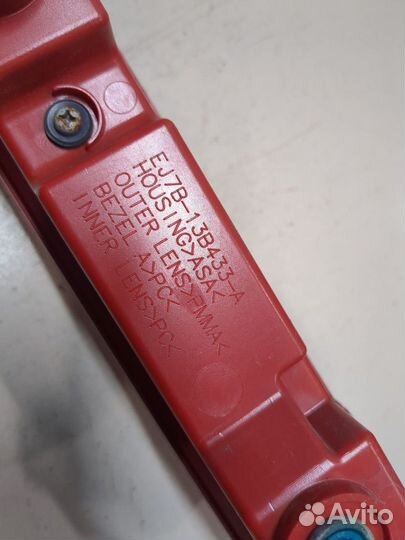 EJ7B-13B433-A
HOUSING>ASA<
OUTER LENS>PMMA<
BEZEL A>PC<
INNER LENS>PC<
Avito